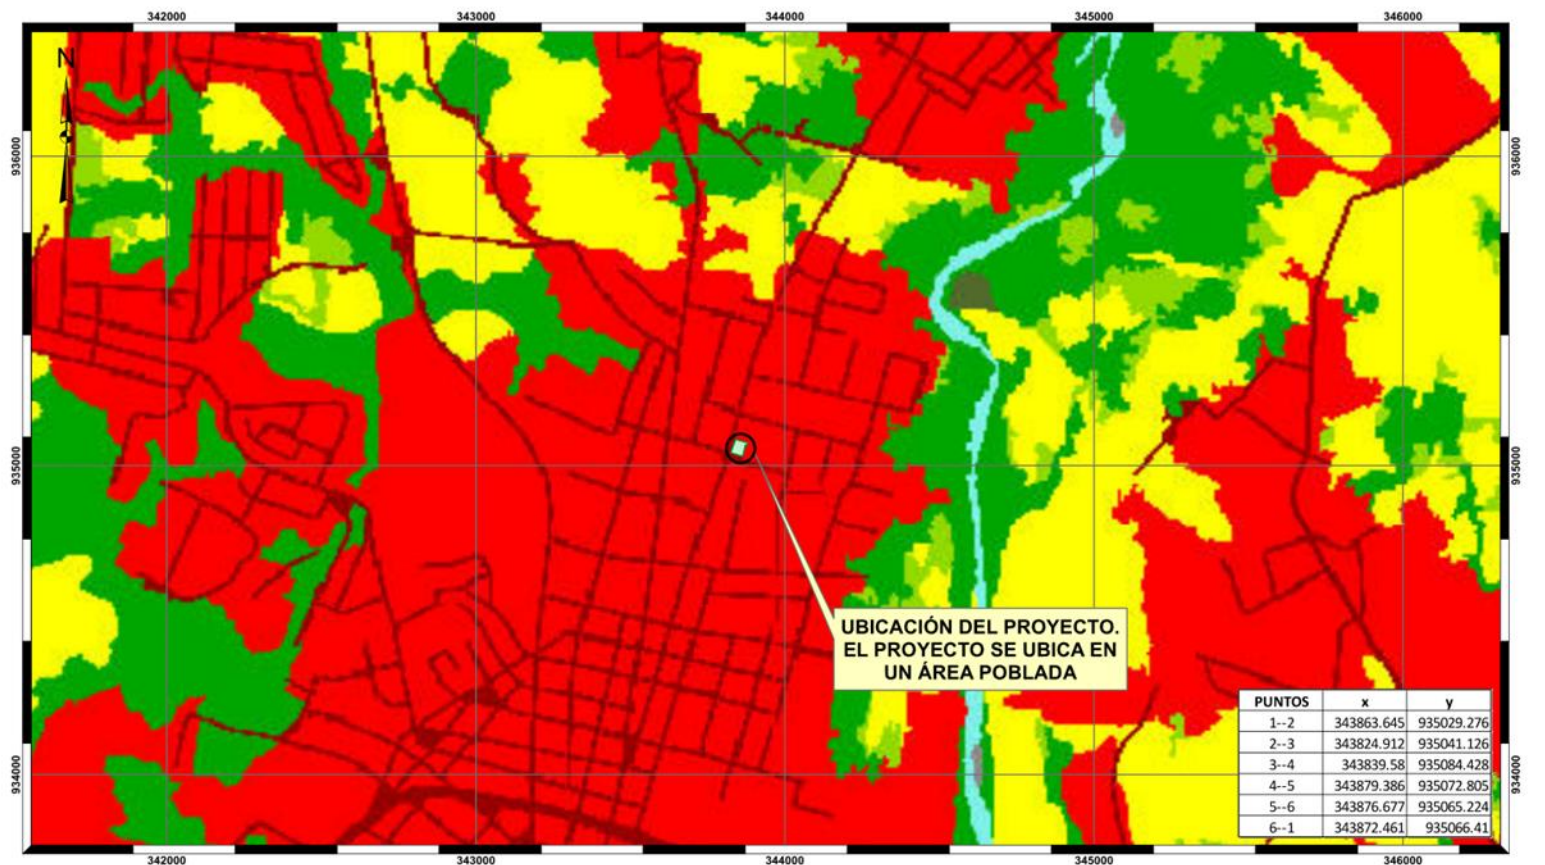 342000 343000 344000 345000 346000
N
936000 936000
935000 935000
UBICACIÓN DEL PROYECTO.
EL PROYECTO SE UBICA EN
UN ÁREA POBLADA
PUNTOS x y
1--2 343863.645 935029.276
2--3 343824.912 935041.126
3--4 343839.58 935084.428
4--5 343879.386 935072.805
5--6 343876.677 935065.224
6--1 343872.461 935066.41
934000 934000
342000 343000 344000 345000 346000